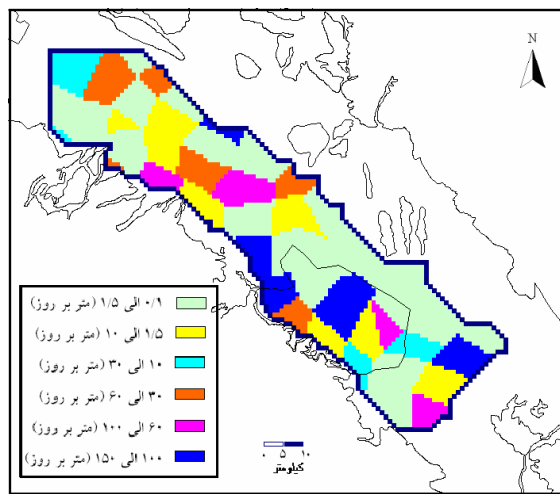 N
۰/۹ الی ۱/۵ (متر بر روز)
۱/۵ الی ۱۰ (متر بر روز)
۱۰ الی ۳۰ (متر بر روز)
۳۰ الی ۶۰ (متر بر روز)
۶۰ الی ۱۰۰ (متر بر روز)
۱۰۰ الی ۱۵۰ (متر بر روز)
۰ ۵ ۱۰
کیلومتر